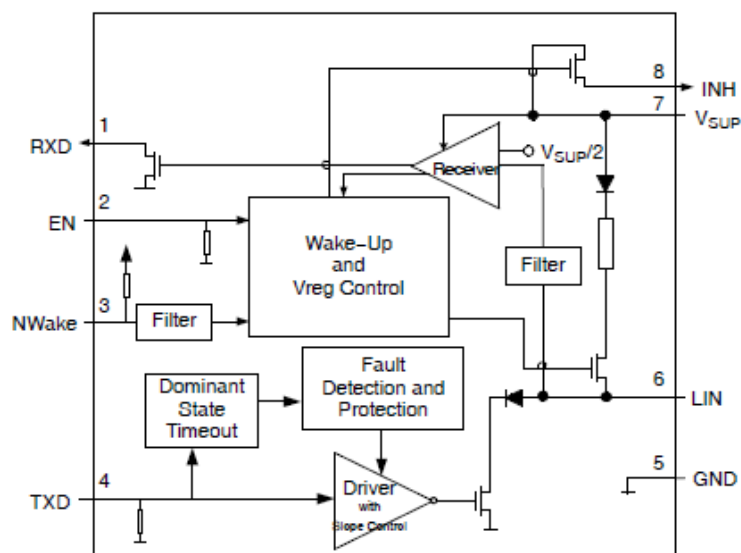 8
INH
7
VSUP
1
RXD
VSUP/2
Receiver
2
EN
Wake-Up
and
Vreg Control
Filter
3
NWake
Filter
Fault
Detection and
Protection
Dominant
State
Timeout
6
LIN
5
GND
4
TXD
Driver
with
Slope Control